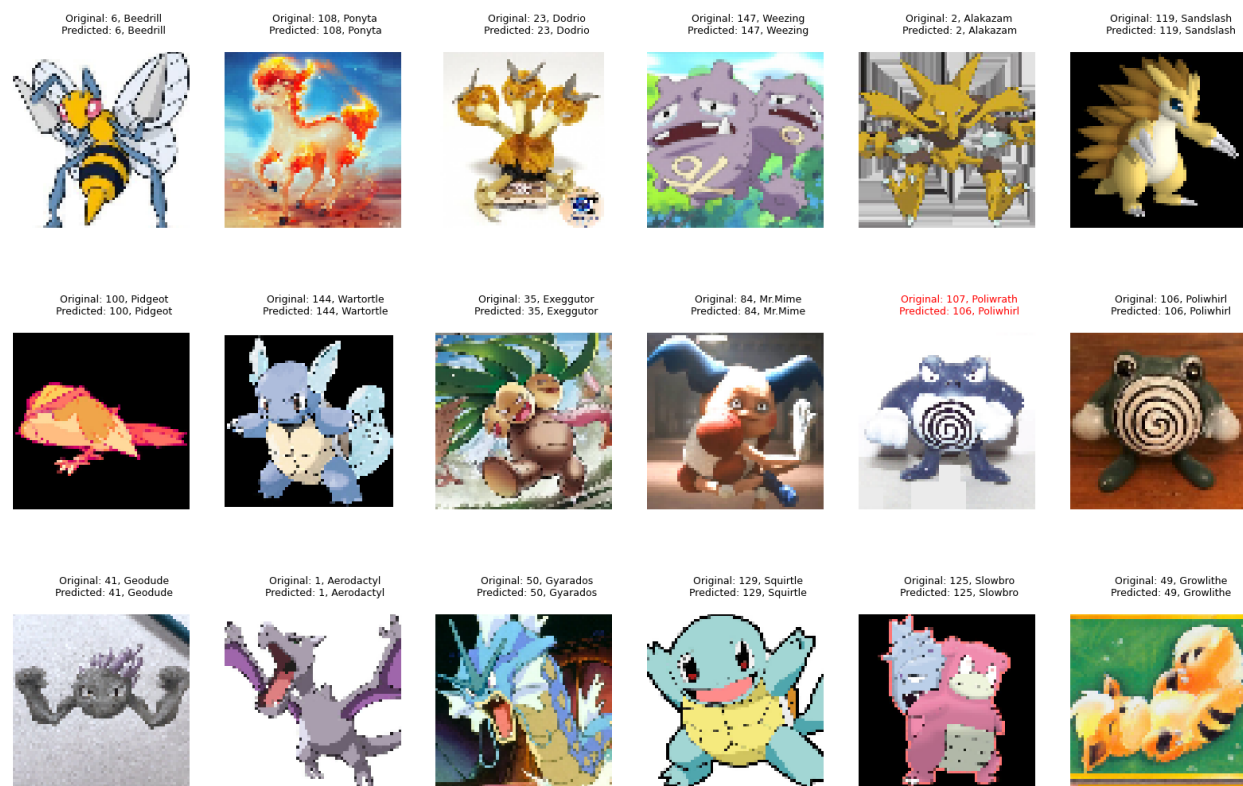 Original: 6, Beedrill
Predicted: 6, Beedrill
Original: 108, Ponyta
Predicted: 108, Ponyta
Original: 23, Dodrio
Predicted: 23, Dodrio
Original: 147, Weezing
Predicted: 147, Weezing
Original: 2, Alakazam
Predicted: 2, Alakazam
Original: 119, Sandslash
Predicted: 119, Sandslash
Original: 100, Pidgeot
Predicted: 100, Pidgeot
Original: 144, Wartortle
Predicted: 144, Wartortle
Original: 35, Exeggutor
Predicted: 35, Exeggutor
Original: 84, Mr.Mime
Predicted: 84, Mr.Mime
Original: 107, Poliwrath
Predicted: 106, Poliwhirl
Original: 106, Poliwhirl
Predicted: 106, Poliwhirl
Original: 41, Geodude
Predicted: 41, Geodude
Original: 1, Aerodactyl
Predicted: 1, Aerodactyl
Original: 50, Gyarados
Predicted: 50, Gyarados
Original: 129, Squirtle
Predicted: 129, Squirtle
Original: 125, Slowbro
Predicted: 125, Slowbro
Original: 49, Growlithe
Predicted: 49, Growlithe